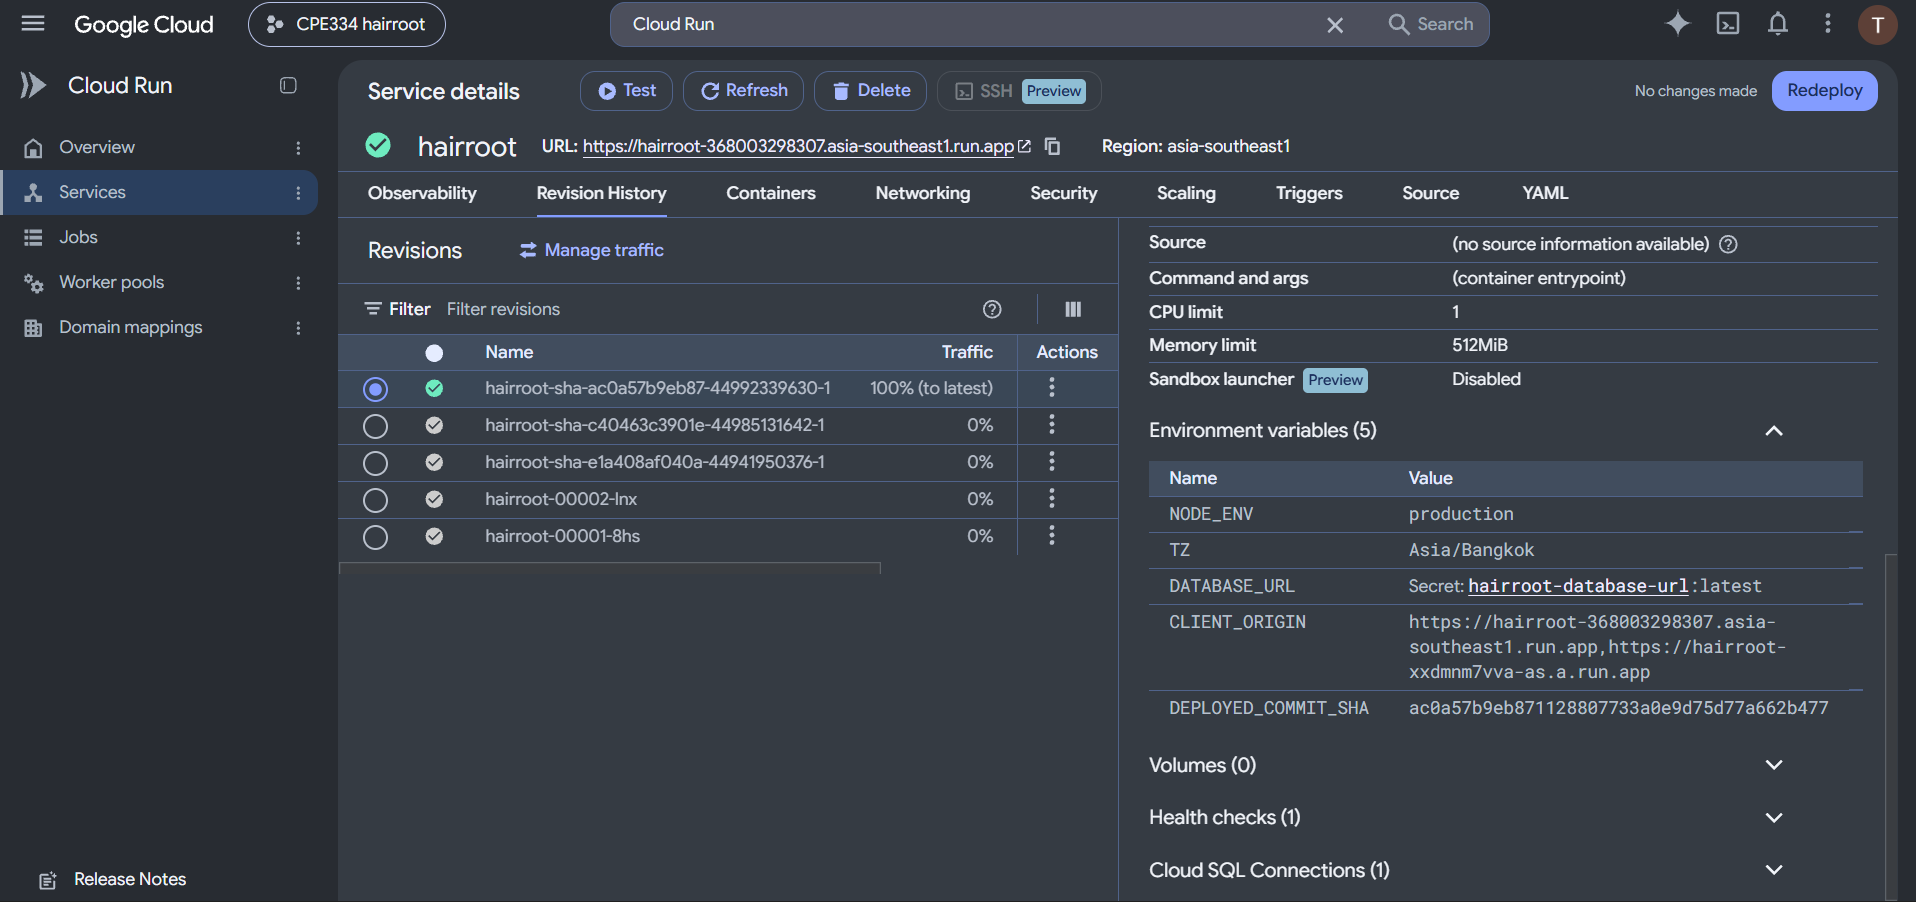 Google Cloud
CPE334 hairroot
Cloud Run
Search
T
Cloud Run
Overview
Services
Jobs
Worker pools
Domain mappings
Release Notes
Service details
Test
Refresh
Delete
SSH Preview
No changes made
Redeploy
hairroot
URL: https://hairroot-368003298307.asia-southeast1.run.app
Region: asia-southeast1
Observability
Revision History
Containers
Networking
Security
Scaling
Triggers
Source
YAML
Revisions
Manage traffic
Filter Filter revisions
Name Traffic Actions
hairroot-sha-ac0a57b9eb87-44992339630-1 100% (to latest)
hairroot-sha-c40463c3901e-44985131642-1 0%
hairroot-sha-e1a408af040a-44941950376-1 0%
hairroot-00002-lnx 0%
hairroot-00001-8hs 0%
Source (no source information available)
Command and args (container entrypoint)
CPU limit 1
Memory limit 512MiB
Sandbox launcher Preview Disabled
Environment variables (5)
Name Value
NODE_ENV production
TZ Asia/Bangkok
DATABASE_URL Secret: hairroot-database-url:latest
CLIENT_ORIGIN https://hairroot-368003298307.asia-
southeast1.run.app,https://hairroot-
xxdmnm7vva-as.a.run.app
DEPLOYED_COMMIT_SHA ac0a57b9eb871128807733a0e9d75d77a662b477
Volumes (0)
Health checks (1)
Cloud SQL Connections (1)